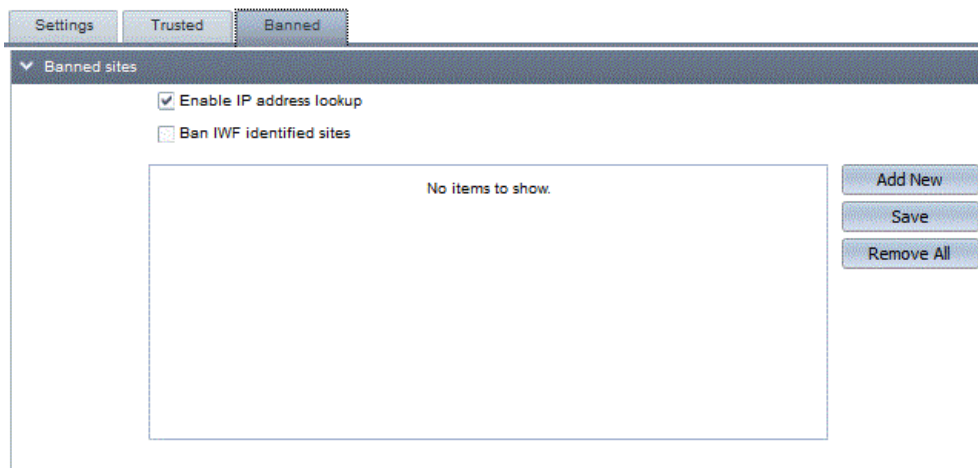 Settings Trusted Banned
Banned sites
Enable IP address lookup
Ban IWF identified sites
No items to show.
Add New
Save
Remove All